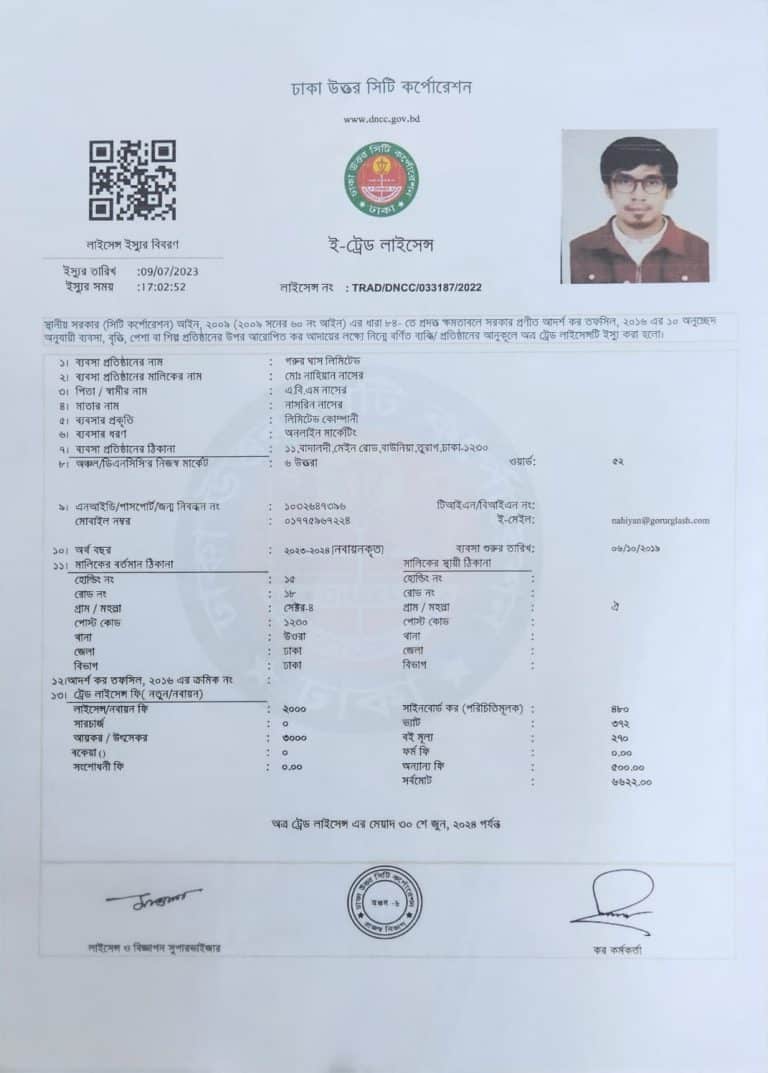 ঢাকা উত্তর সিটি কর্পোরেশন
www.dncc.gov.bd
ঢাকা উত্তর সিটি কর্পোরেশন
ঢাকা
লাইসেন্স ইস্যুর বিবরণ
ই-ট্রেড লাইসেন্স
ইস্যুর তারিখ :09/07/2023
ইস্যুর সময় :17:02:52
লাইসেন্স নং : TRAD/DNCC/033187/2022
স্থানীয় সরকার (সিটি কর্পোরেশন) আইন, ২০০৯ (২০০৯ সনের ৬০ নং আইন) এর ধারা ৮৪- তে প্রদত্ত ক্ষমতাবলে সরকার প্রণীত আদর্শ কর তফসিল, ২০১৬ এর ১০ অনুচ্ছেদ
অনুযায়ী ব্যবসা, বৃত্তি, পেশা বা শিল্প প্রতিষ্ঠানের উপর আরোপিত কর আদায়ের লক্ষ্যে নিম্নে বর্ণিত ব্যক্তি/ প্রতিষ্ঠানের অনুকূলে অত্র ট্রেড লাইসেন্সটি ইস্যু করা হলো।
১। ব্যবসা প্রতিষ্ঠানের নাম : গরুর ঘাস লিমিটেড
২। ব্যবসা প্রতিষ্ঠানের মালিকের নাম : মোঃ নাহিয়ান নাসের
৩। পিতা / স্বামীর নাম : এ.বি.এম নাসের
৪। মাতার নাম : নাসরিন নাসের
৫। ব্যবসার প্রকৃতি : লিমিটেড কোম্পানী
৬। ব্যবসার ধরণ : অনলাইন মার্কেটিং
৭। ব্যবসা প্রতিষ্ঠানের ঠিকানা : ১১,বাদালদী,মেইন রোড,বাউনিয়া,তুরাগ,ঢাকা-১২৩০
৮। অঞ্চল/ডিএনসিসি'র নিজস্ব মার্কেট : ৬ উত্তরা ওয়ার্ড: ৫২
৯। এনআইডি/পাসপোর্ট/জন্ম নিবন্ধন নং : ১০৩২৬৪৭৩৯৬ টিআইএন/বিআইএন নং:
মোবাইল নম্বর : ০১৭৭৫৯৬৭২২৪ ই-মেইল: nahiyan@gorurglash.com
১০। অর্থ বছর : ২০২৩-২০২৪(নবায়নকৃত) ব্যবসা শুরুর তারিখ: ০৬/১০/২০১৯
১১। মালিকের বর্তমান ঠিকানা মালিকের স্থায়ী ঠিকানা
হোল্ডিং নং : ১৫ হোল্ডিং নং :
রোড নং : ১৮ রোড নং :
গ্রাম / মহল্লা : সেক্টর-৪ গ্রাম / মহল্লা : ঐ
পোস্ট কোড : ১২৩০ পোস্ট কোড :
থানা : উত্তরা থানা :
জেলা : ঢাকা জেলা :
বিভাগ : ঢাকা বিভাগ :
১২।আদর্শ কর তফসিল, ২০১৬ এর ক্রমিক নং :
১৩। ট্রেড লাইসেন্স ফি( নতুন/নবায়ন)
লাইসেন্স/নবায়ন ফি : ২০০০ সাইনবোর্ড কর (পরিচিতিমূলক) : ৪৮০
সারচার্জ : ০ ভ্যাট : ৩৭২
আয়কর / উৎসেকর : ৩০০০ বই মূল্য : ২৭০
বকেয়া () : ০ ফর্ম ফি : ০.০০
সংশোধনী ফি : ০.০০ অন্যান্য ফি : ৫০০.০০
সর্বমোট : ৬৬২২.০০
অত্র ট্রেড লাইসেন্স এর মেয়াদ ৩০ শে জুন, ২০২৪ পর্যন্ত
ঢাকা উত্তর সিটি কর্পোরেশন
অঞ্চল -৬
রাজস্ব বিভাগ
লাইসেন্স ও বিজ্ঞাপন সুপারভাইজার
কর কর্মকর্তা